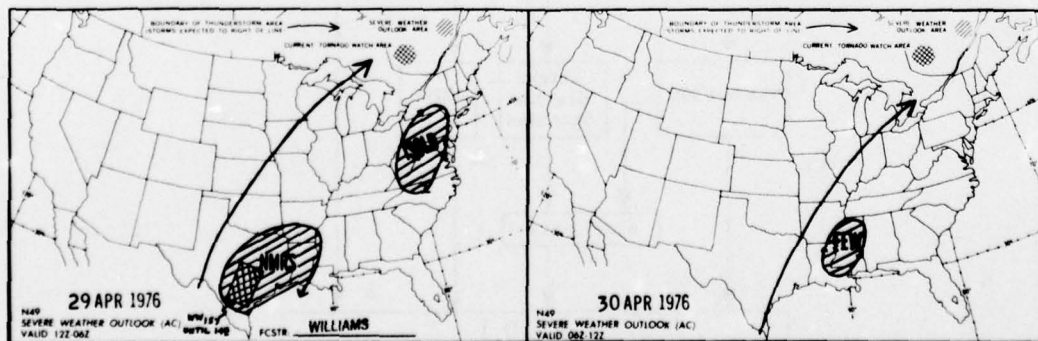 BOUNDARY OF THUNDERSTORM AREA
(STORMS EXPECTED TO RIGHT OF LINE
SEVERE WEATHER
OUTLOOK AREA
CURRENT TORNADO WATCH AREA
NMRS
29 APR 1976
N49
SEVERE WEATHER OUTLOOK (AC)
VALID 12Z-06Z
UNTIL
FCSTR: WILLIAMS
BOUNDARY OF THUNDERSTORM AREA
(STORMS EXPECTED TO RIGHT OF LINE
SEVERE WEATHER
OUTLOOK AREA
CURRENT TORNADO WATCH AREA
FEW
30 APR 1976
N49
SEVERE WEATHER OUTLOOK (AC)
VALID 06Z-12Z